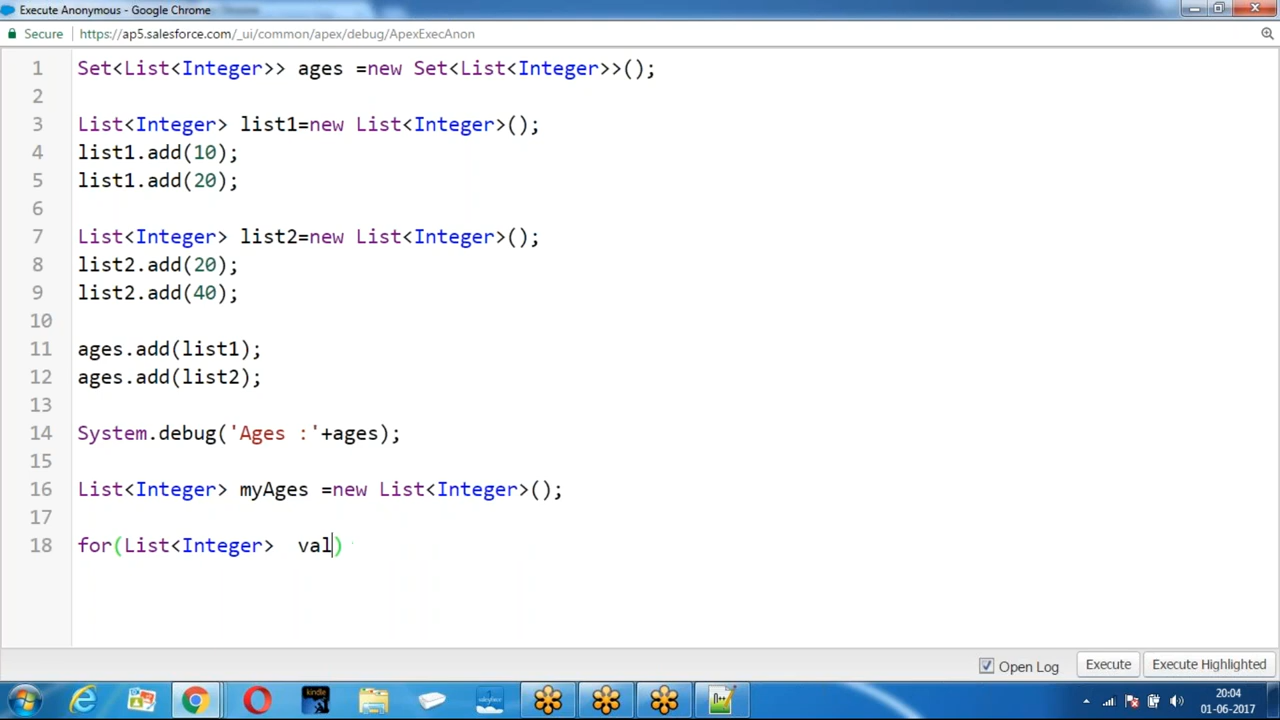 Execute Anonymous - Google Chrome
Secure https://ap5.salesforce.com/_ui/common/apex/debug/ApexExecAnon
1 Set<List<Integer>> ages =new Set<List<Integer>>();
2
3 List<Integer> list1=new List<Integer>();
4 list1.add(10);
5 list1.add(20);
6
7 List<Integer> list2=new List<Integer>();
8 list2.add(20);
9 list2.add(40);
10
11 ages.add(list1);
12 ages.add(list2);
13
14 System.debug('Ages :'+ages);
15
16 List<Integer> myAges =new List<Integer>();
17
18 for(List<Integer>  val)
Open Log Execute Execute Highlighted
kindle
20:04
01-06-2017